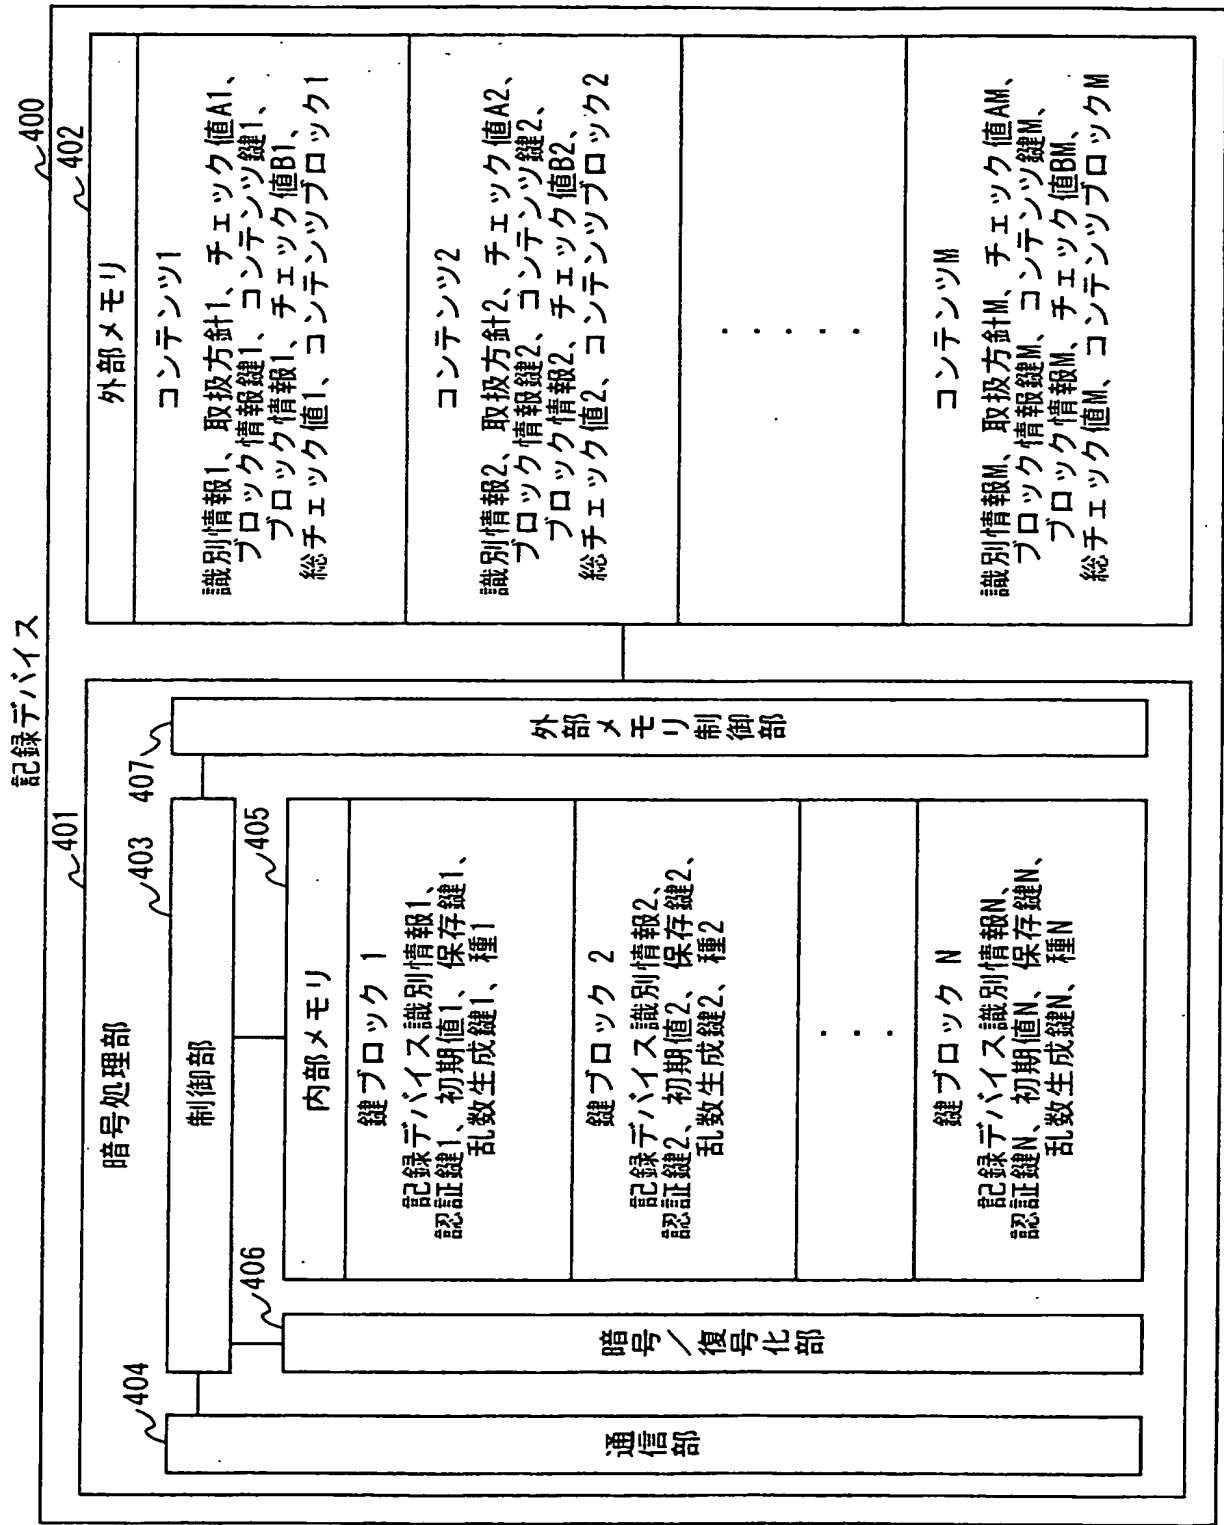 記録デバイス
400
401
402
暗号処理部
403
制御部
404
通信部
406
暗号/復号化部
405
内部メモリ
鍵ブロック 1
記録デバイス識別情報1、
認証鍵1、初期値1、保存鍵1、
乱数生成鍵1、種1
鍵ブロック 2
記録デバイス識別情報2、
認証鍵2、初期値2、保存鍵2、
乱数生成鍵2、種2
・・・
鍵ブロック N
記録デバイス識別情報N、
認証鍵N、初期値N、保存鍵N、
乱数生成鍵N、種N
407
外部メモリ制御部
外部メモリ
コンテンツ1
識別情報1、取扱方針1、チェック値A1、
ブロック情報鍵1、コンテンツ鍵1、
ブロック情報1、チェック値B1、
総チェック値1、コンテンツブロック1
コンテンツ2
識別情報2、取扱方針2、チェック値A2、
ブロック情報鍵2、コンテンツ鍵2、
ブロック情報2、チェック値B2、
総チェック値2、コンテンツブロック2
・・・・・
コンテンツM
識別情報M、取扱方針M、チェック値AM、
ブロック情報鍵M、コンテンツ鍵M、
ブロック情報M、チェック値BM、
総チェック値M、コンテンツブロックM